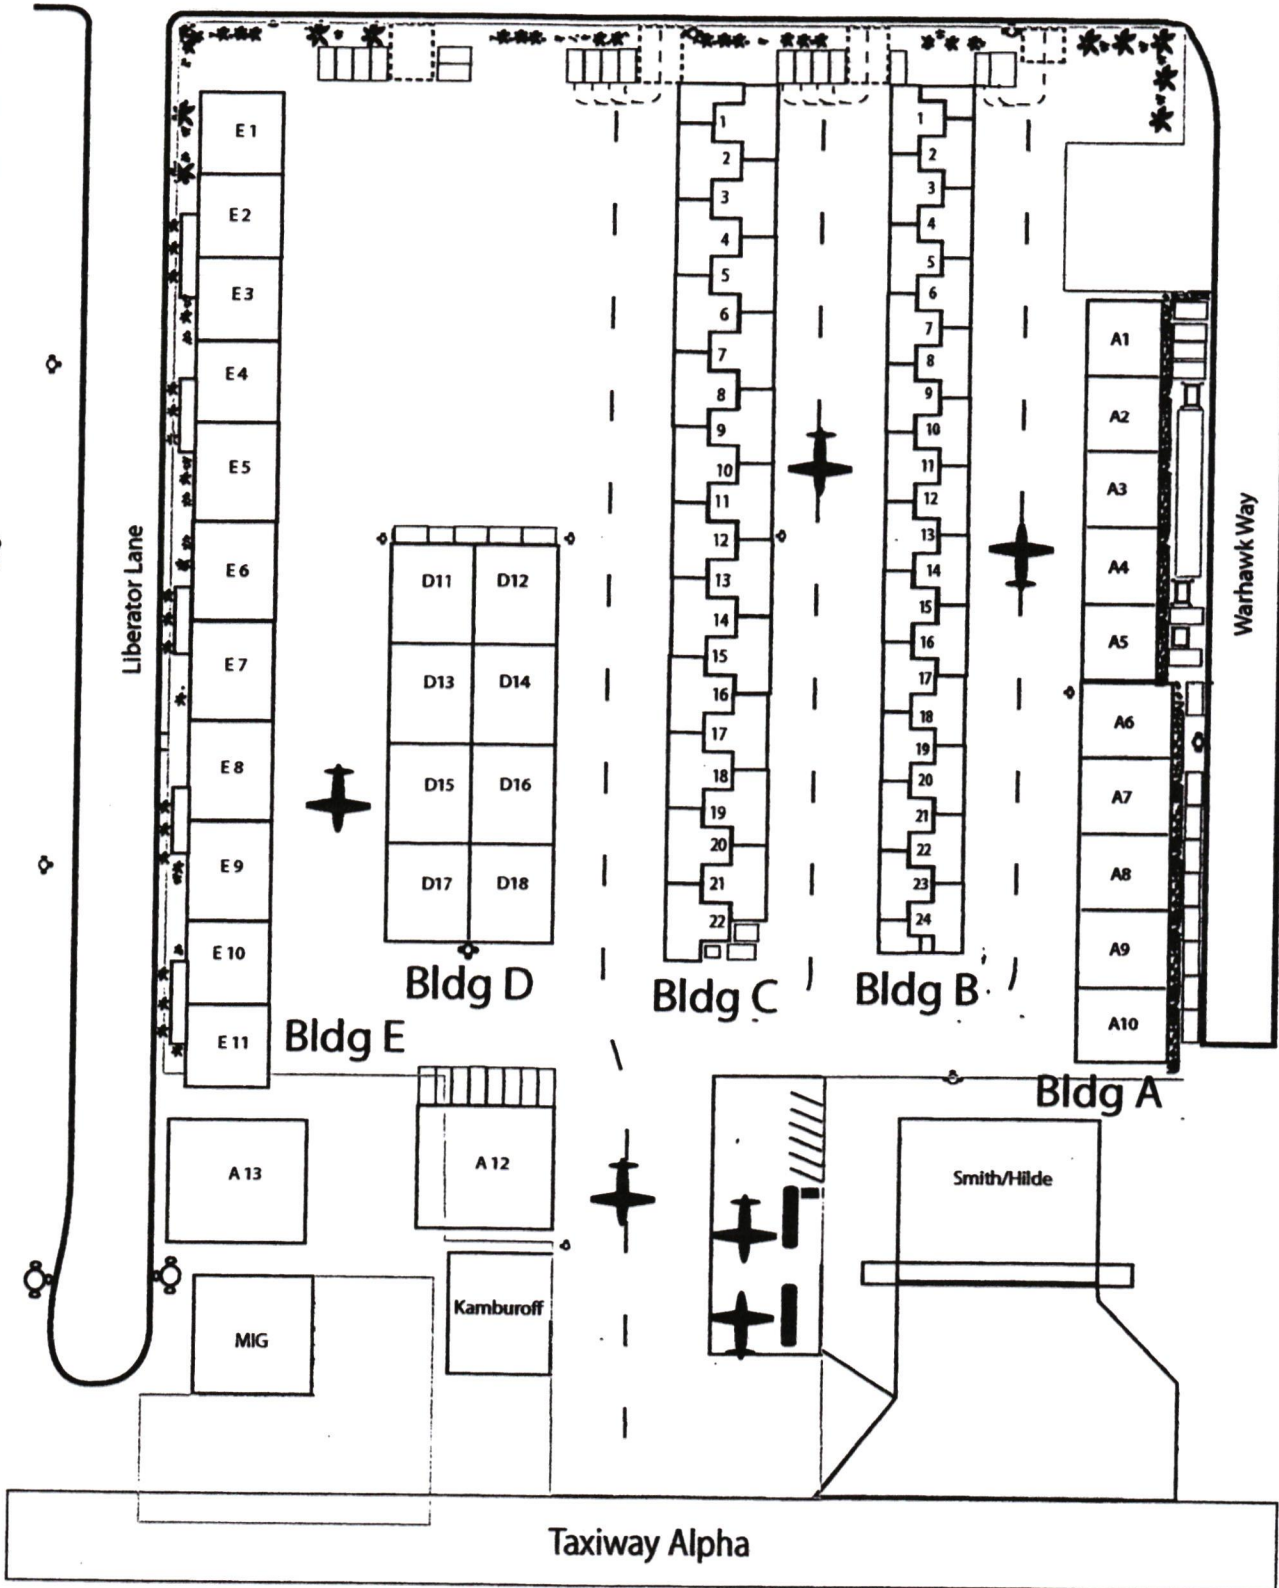 Liberator Lane
E 1
E 2
E 3
E 4
E 5
E 6
E 7
E 8
E 9
E 10
E 11
Bldg E
D11 D12
D13 D14
D15 D16
D17 D18
Bldg D
1
2
3
4
5
6
7
8
9
10
11
12
13
14
15
16
17
18
19
20
21
22
Bldg C
1
2
3
4
5
6
7
8
9
10
11
12
13
14
15
16
17
18
19
20
21
22
23
24
Bldg B
A1
A2
A3
A4
A5
A6
A7
A8
A9
A10
Bldg A
Warhawk Way
A 13
A 12
Smith/Hilde
MIG
Kamburoff
Taxiway Alpha